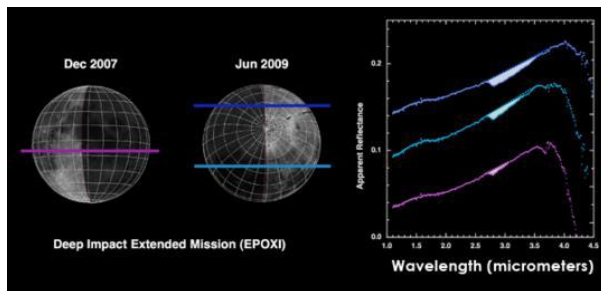 Dec 2007
Jun 2009
Deep Impact Extended Mission (EPOXI)
Apparent Reflectance
0.2
0.1
0.0
1.0
1.5
2.0
2.5
3.0
3.5
4.0
4.5
Wavelength (micrometers)